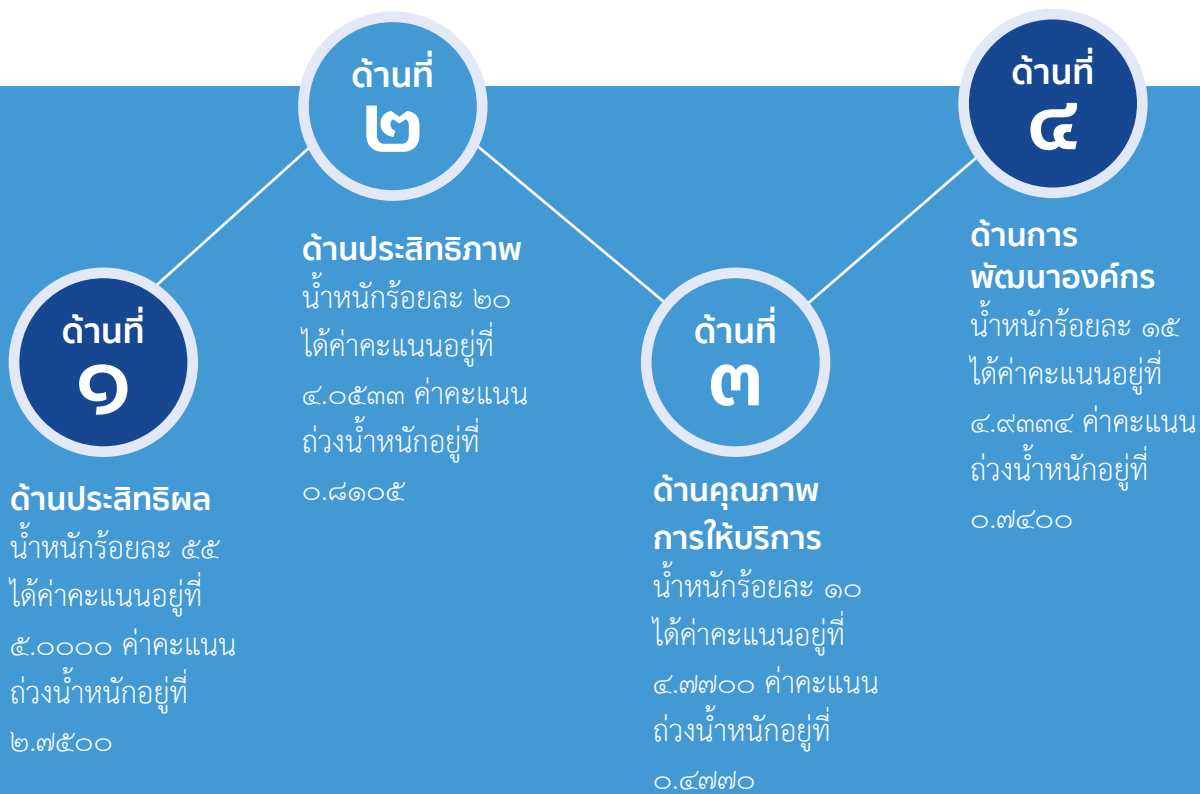 ด้านที่
๑
ด้านประสิทธิผล
น้ำหนักร้อยละ ๕๕
ได้ค่าคะแนนอยู่ที่
๕.๐๐๐๐ ค่าคะแนน
ถ่วงน้ำหนักอยู่ที่
๒.๗๕๐๐
ด้านที่
๒
ด้านประสิทธิภาพ
น้ำหนักร้อยละ ๒๐
ได้ค่าคะแนนอยู่ที่
๔.๐๕๓๓ ค่าคะแนน
ถ่วงน้ำหนักอยู่ที่
๐.๘๑๐๕
ด้านที่
๓
ด้านคุณภาพ
การให้บริการ
น้ำหนักร้อยละ ๑๐
ได้ค่าคะแนนอยู่ที่
๔.๗๗๐๐ ค่าคะแนน
ถ่วงน้ำหนักอยู่ที่
๐.๔๗๗๐
ด้านที่
๔
ด้านการ
พัฒนาองค์กร
น้ำหนักร้อยละ ๑๕
ได้ค่าคะแนนอยู่ที่
๔.๙๓๓๔ ค่าคะแนน
ถ่วงน้ำหนักอยู่ที่
๐.๗๔๐๐